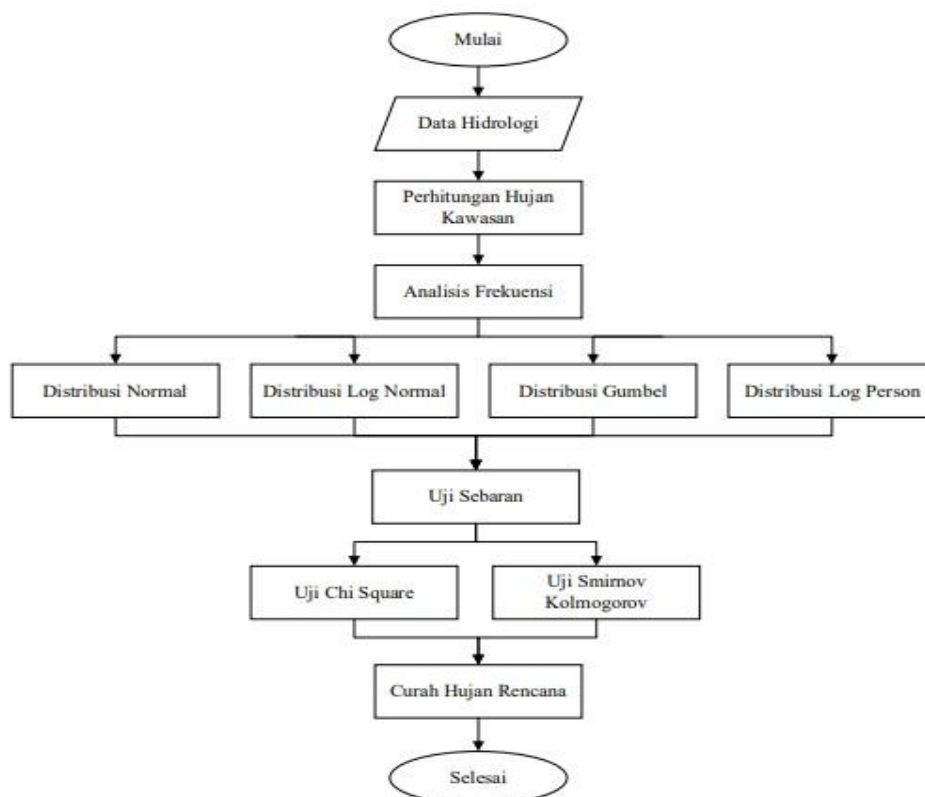 Mulai
Data Hidrologi
Perhitungan Hujan
Kawasan
Analisis Frekuensi
Distribusi Normal
Distribusi Log Normal
Distribusi Gumbel
Distribusi Log Person
Uji Sebaran
Uji Chi Square
Uji Smirnov
Kolmogorov
Curah Hujan Rencana
Selesai